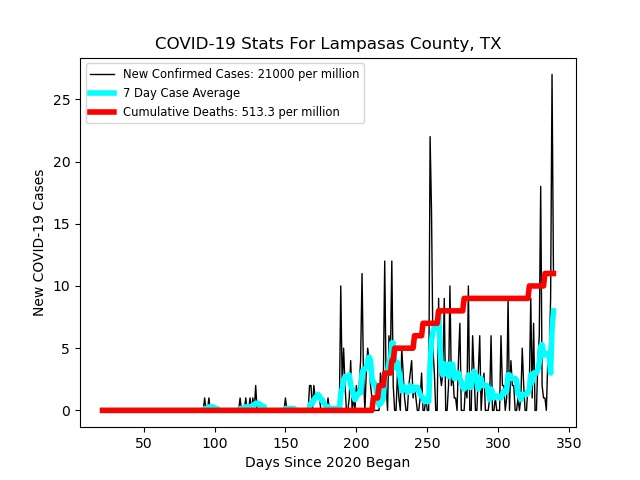 COVID-19 Stats For Lampasas County, TX
New Confirmed Cases: 21000 per million
7 Day Case Average
Cumulative Deaths: 513.3 per million
New COVID-19 Cases
25
20
15
10
5
0
50 100 150 200 250 300 350
Days Since 2020 Began